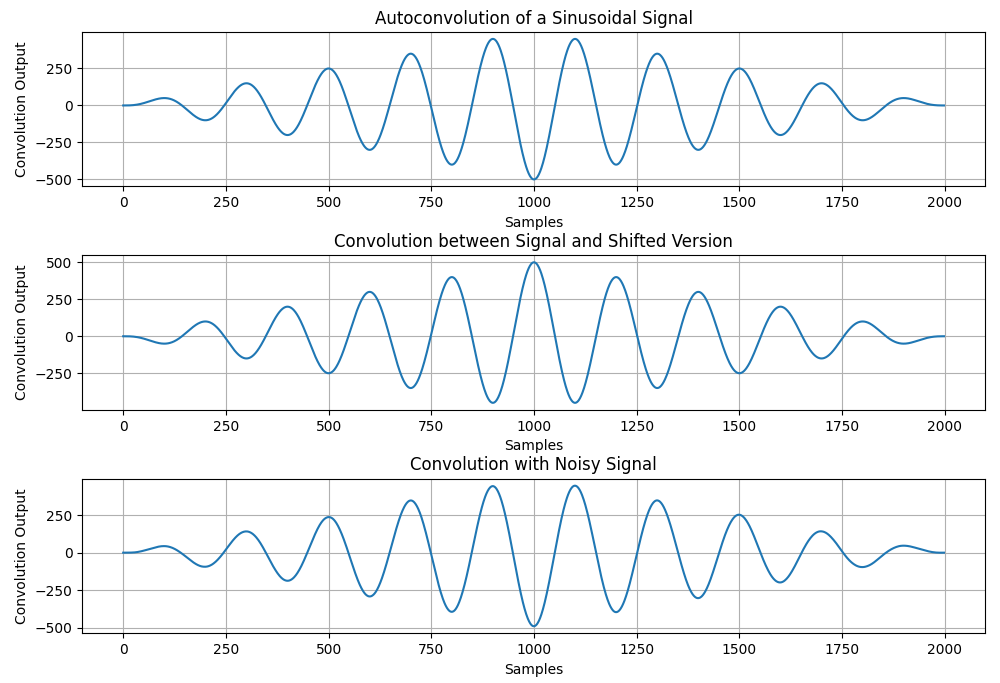 Autoconvolution of a Sinusoidal Signal
Convolution Output
250
0
−250
−500
0 250 500 750 1000 1250 1500 1750 2000
Samples
Convolution between Signal and Shifted Version
Convolution Output
500
250
0
−250
0 250 500 750 1000 1250 1500 1750 2000
Samples
Convolution with Noisy Signal
Convolution Output
250
0
−250
−500
0 250 500 750 1000 1250 1500 1750 2000
Samples